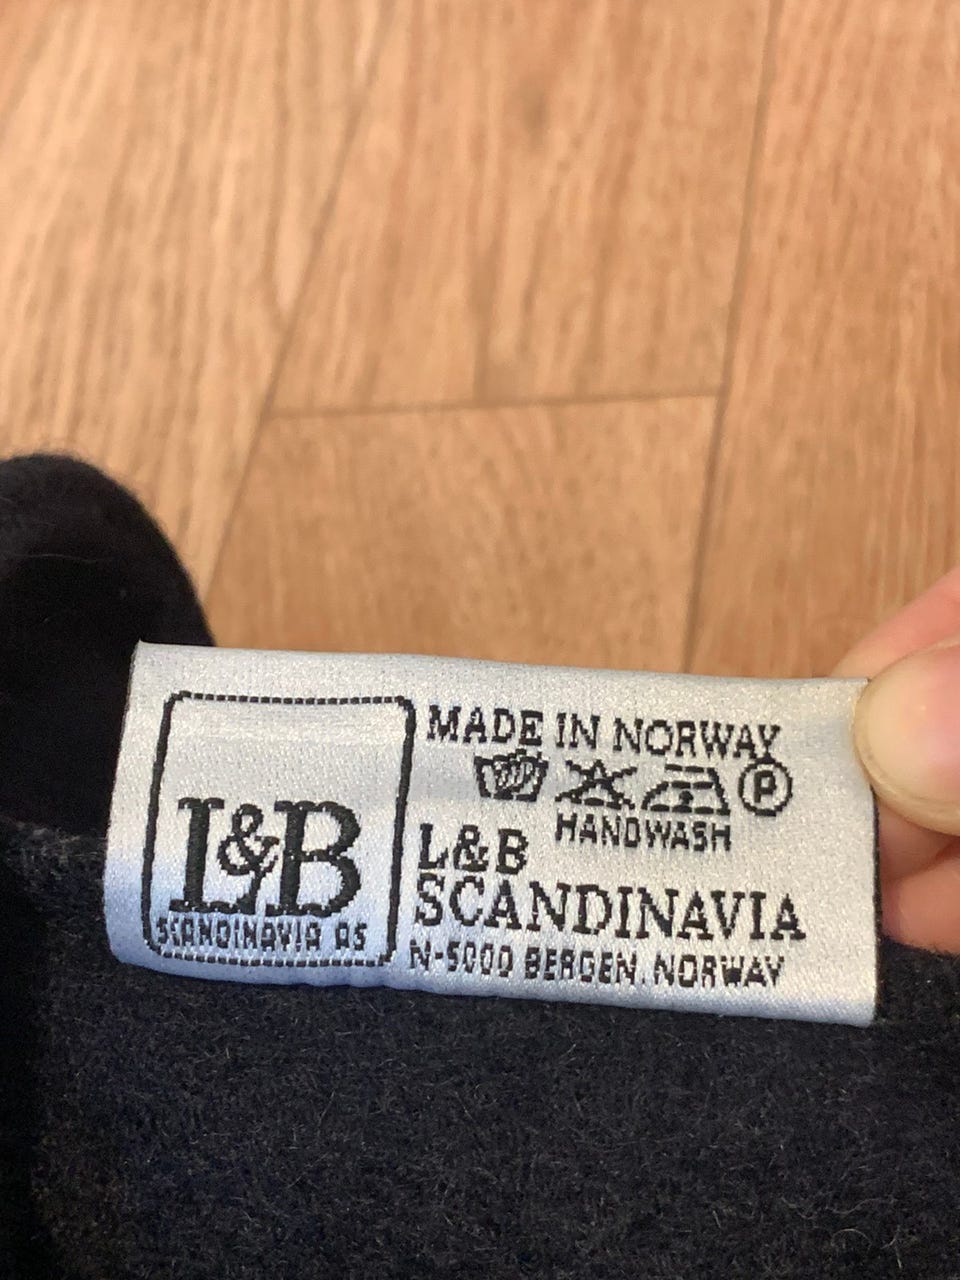 L&B
SCANDINAVIA AS
MADE IN NORWAY
P
HANDWASH
L&B
SCANDINAVIA
N-5000 BERGEN, NORWAY